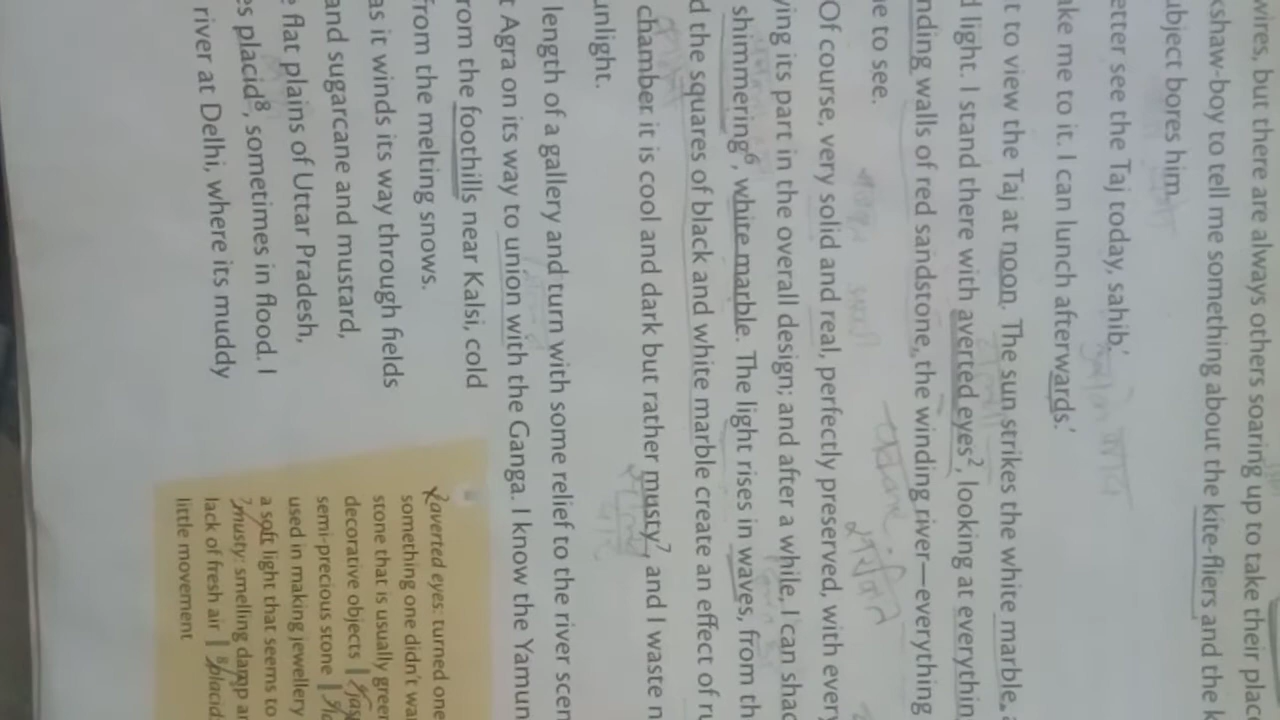 wires, but there are always others soaring up to take their plac
kshaw-boy to tell me something about the kite-fliers and the k
ubject bores him.
etter see the Taj today, sahib.'
ake me to it. I can lunch afterwards.'
t to view the Taj at noon. The sun strikes the white marble, a
d light. I stand there with averted eyes², looking at everythin
nding walls of red sandstone, the winding river—everything
e to see.
Of course, very solid and real, perfectly preserved, with every
ying its part in the overall design; and after a while, I can shad
shimmering⁶, white marble. The light rises in waves, from th
d the squares of black and white marble create an effect of ru
chamber it is cool and dark but rather musty⁷, and I waste n
unlight.
length of a gallery and turn with some relief to the river scen
t Agra on its way to union with the Ganga. I know the Yamun
rom the foothills near Kalsi, cold
from the melting snows.
as it winds its way through fields
and sugarcane and mustard,
e flat plains of Uttar Pradesh,
es placid⁸, sometimes in flood. I
river at Delhi, where its muddy
averted eyes: turned one
something one didn't wa
stone that is usually greer
decorative objects |
semi-precious stone |
used in making jewellery
a soft light that seems to
⁷musty: smelling damp ar
lack of fresh air | ⁸placid:
little movement